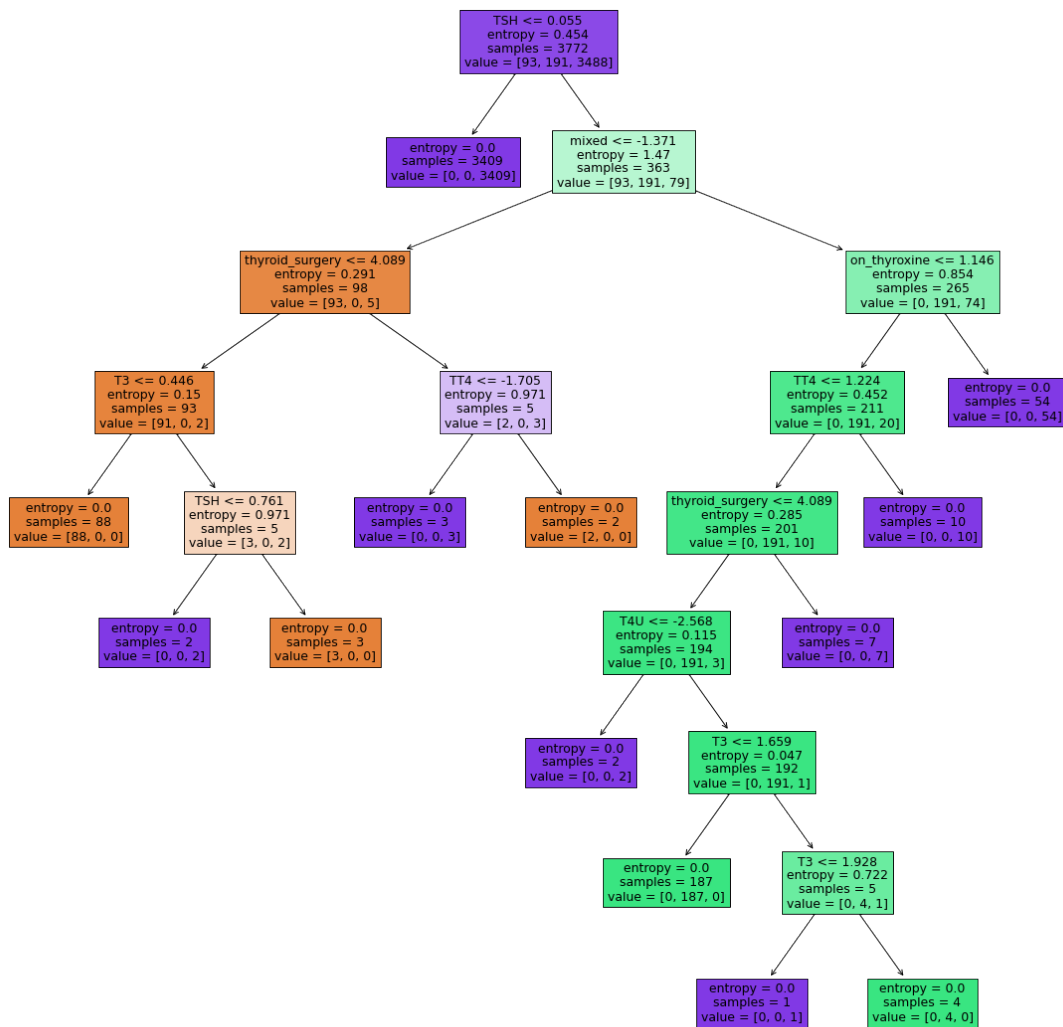 TSH <= 0.055
entropy = 0.454
samples = 3772
value = [93, 191, 3488]
entropy = 0.0
samples = 3409
value = [0, 0, 3409]
mixed <= -1.371
entropy = 1.47
samples = 363
value = [93, 191, 79]
thyroid_surgery <= 4.089
entropy = 0.291
samples = 98
value = [93, 0, 5]
on_thyroxine <= 1.146
entropy = 0.854
samples = 265
value = [0, 191, 74]
T3 <= 0.446
entropy = 0.15
samples = 93
value = [91, 0, 2]
TT4 <= -1.705
entropy = 0.971
samples = 5
value = [2, 0, 3]
TT4 <= 1.224
entropy = 0.452
samples = 211
value = [0, 191, 20]
entropy = 0.0
samples = 54
value = [0, 0, 54]
entropy = 0.0
samples = 88
value = [88, 0, 0]
TSH <= 0.761
entropy = 0.971
samples = 5
value = [3, 0, 2]
entropy = 0.0
samples = 3
value = [0, 0, 3]
entropy = 0.0
samples = 2
value = [2, 0, 0]
thyroid_surgery <= 4.089
entropy = 0.285
samples = 201
value = [0, 191, 10]
entropy = 0.0
samples = 10
value = [0, 0, 10]
entropy = 0.0
samples = 2
value = [0, 0, 2]
entropy = 0.0
samples = 3
value = [3, 0, 0]
T4U <= -2.568
entropy = 0.115
samples = 194
value = [0, 191, 3]
entropy = 0.0
samples = 7
value = [0, 0, 7]
entropy = 0.0
samples = 2
value = [0, 0, 2]
T3 <= 1.659
entropy = 0.047
samples = 192
value = [0, 191, 1]
entropy = 0.0
samples = 187
value = [0, 187, 0]
T3 <= 1.928
entropy = 0.722
samples = 5
value = [0, 4, 1]
entropy = 0.0
samples = 1
value = [0, 0, 1]
entropy = 0.0
samples = 4
value = [0, 4, 0]